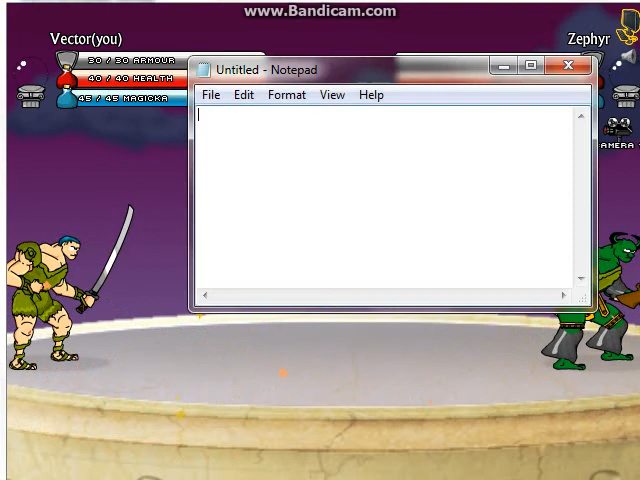 www.Bandicam.com
Vector(you)
Zephyr
30 / 30 ARMOUR
40 / 40 HEALTH
45 / 45 MAGICKA
Untitled - Notepad
File Edit Format View Help
CAMERA